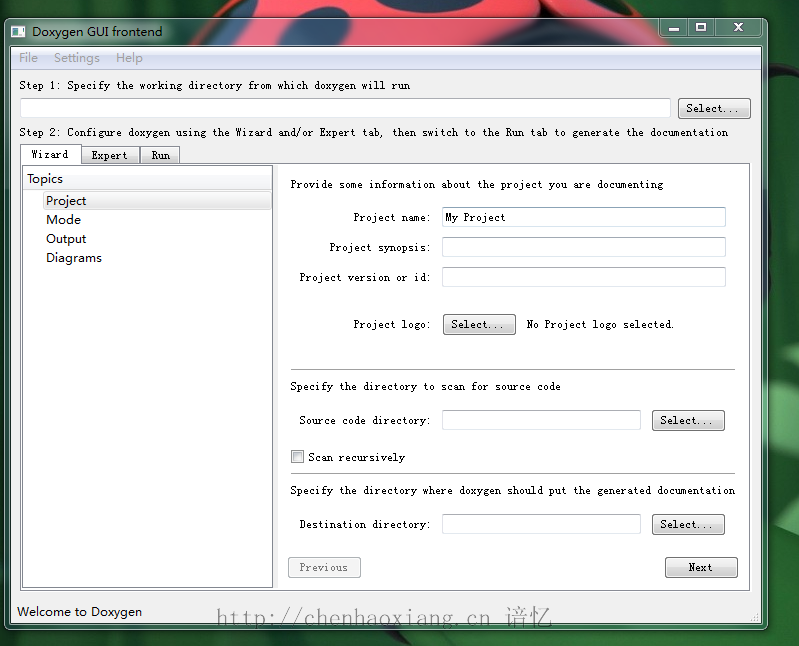 Doxygen GUI frontend
File Settings Help
Step 1: Specify the working directory from which doxygen will run
Select...
Step 2: Configure doxygen using the Wizard and/or Expert tab, then switch to the Run tab to generate the documentation
Wizard Expert Run
Topics
Project
Mode
Output
Diagrams
Provide some information about the project you are documenting
Project name: My Project
Project synopsis:
Project version or id:
Project logo: Select... No Project logo selected.
Specify the directory to scan for source code
Source code directory: Select...
Scan recursively
Specify the directory where doxygen should put the generated documentation
Destination directory: Select...
Previous Next
Welcome to Doxygen
http://chenhaoxiang.cn 谙忆